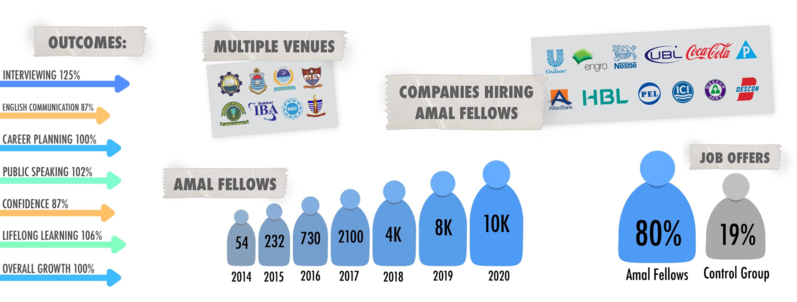 OUTCOMES:
INTERVIEWING 125%
ENGLISH COMMUNICATION 87%
CAREER PLANNING 100%
PUBLIC SPEAKING 102%
CONFIDENCE 87%
LIFELONG LEARNING 106%
OVERALL GROWTH 100%
MULTIPLE VENUES
IBA
COMPANIES HIRING
AMAL FELLOWS
Unilever
engro
Nestle
UBL
Coca-Cola
P
Allied Bank
HBL
PEL
ICI
DESCON
AMAL FELLOWS
54
232
730
2100
4K
8K
10K
2014
2015
2016
2017
2018
2019
2020
JOB OFFERS
80%
19%
Amal Fellows
Control Group